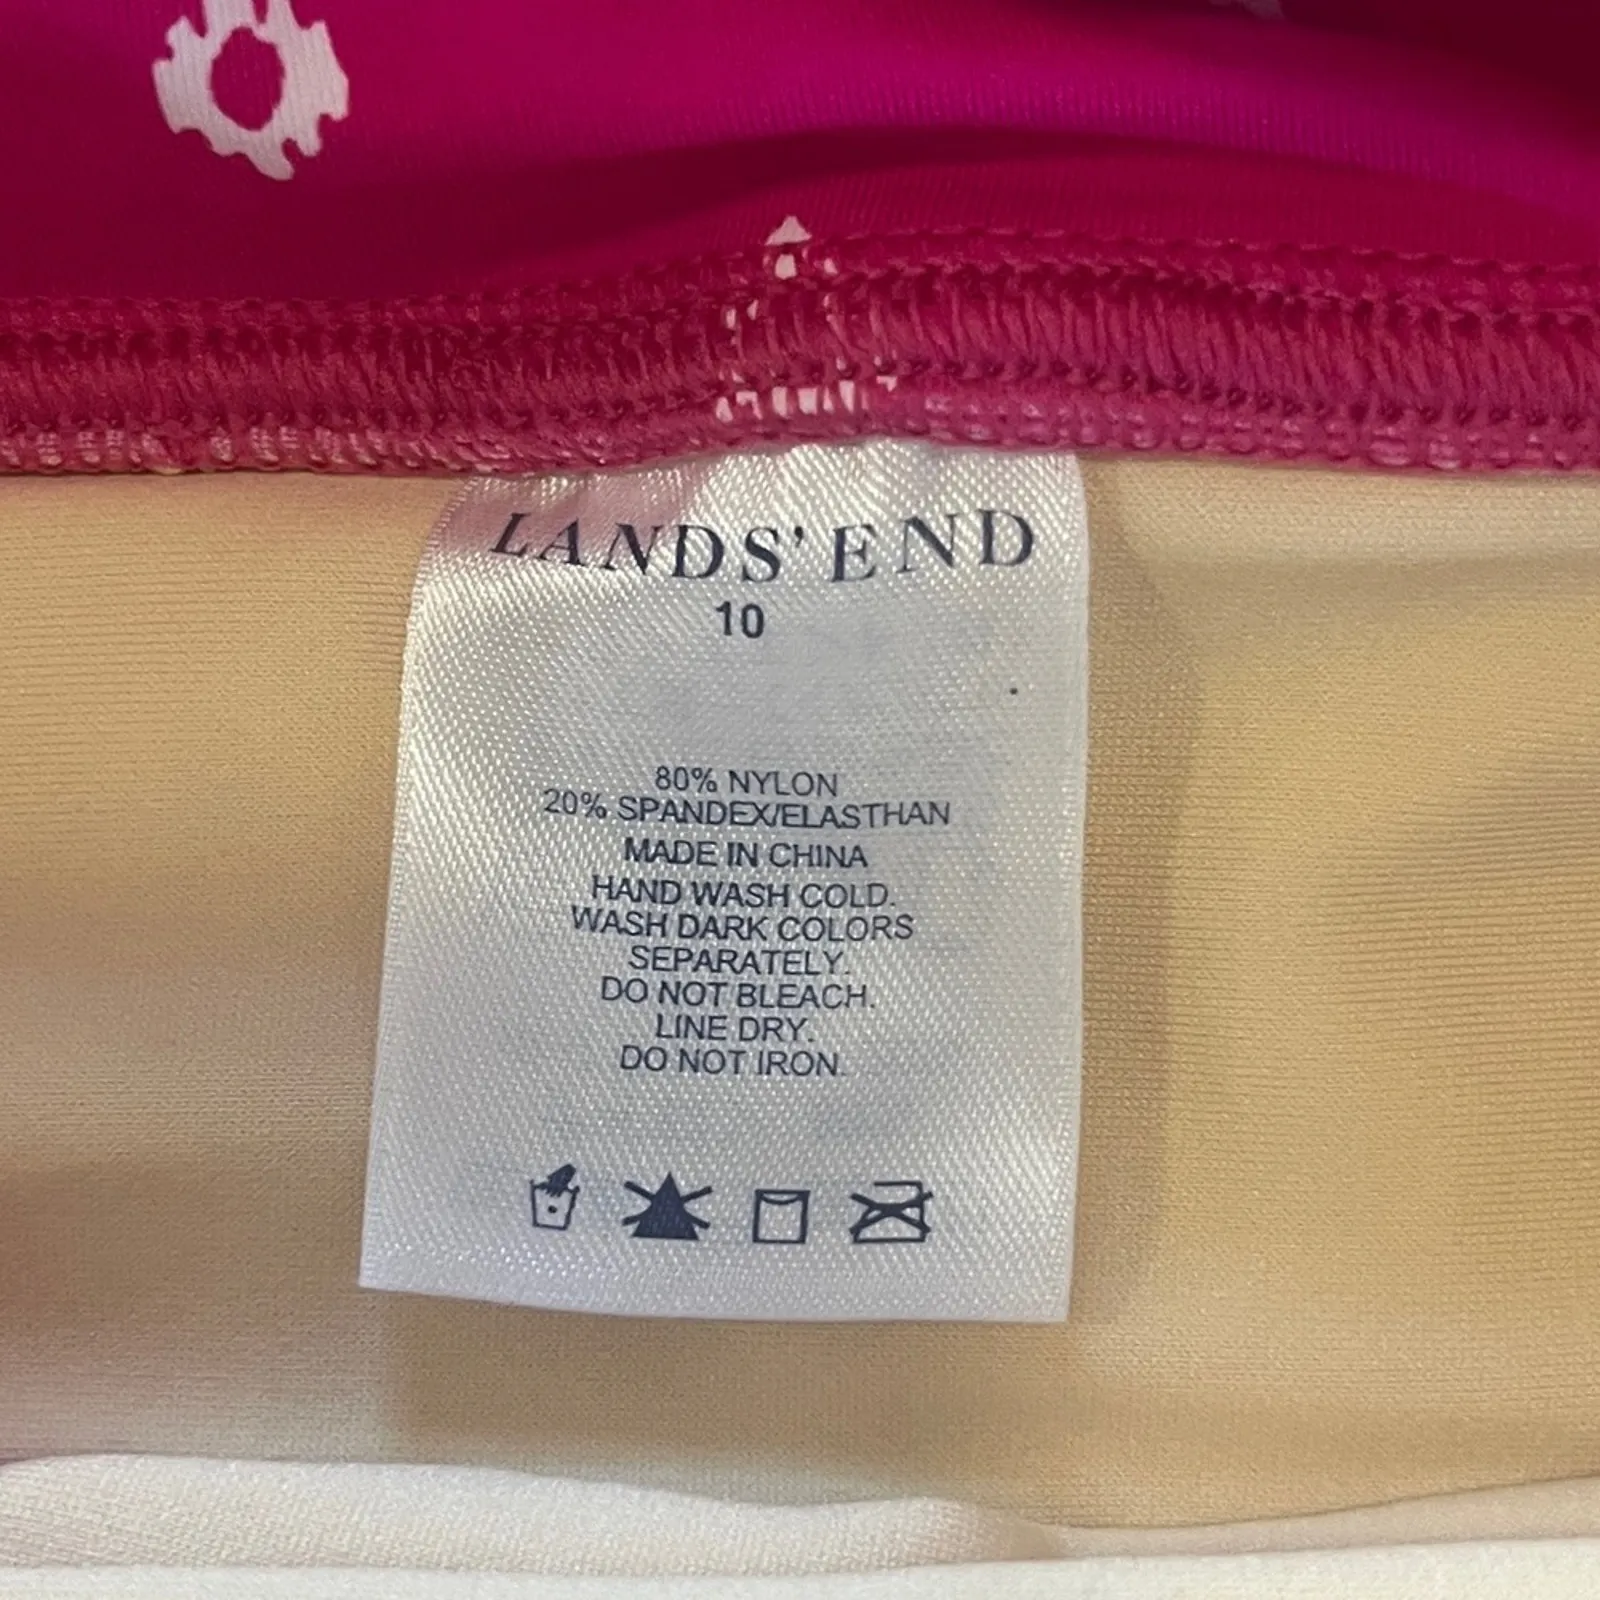 LANDS' END
10
80% NYLON
20% SPANDEX/ELASTHAN
MADE IN CHINA
HAND WASH COLD.
WASH DARK COLORS
SEPARATELY.
DO NOT BLEACH.
LINE DRY.
DO NOT IRON.